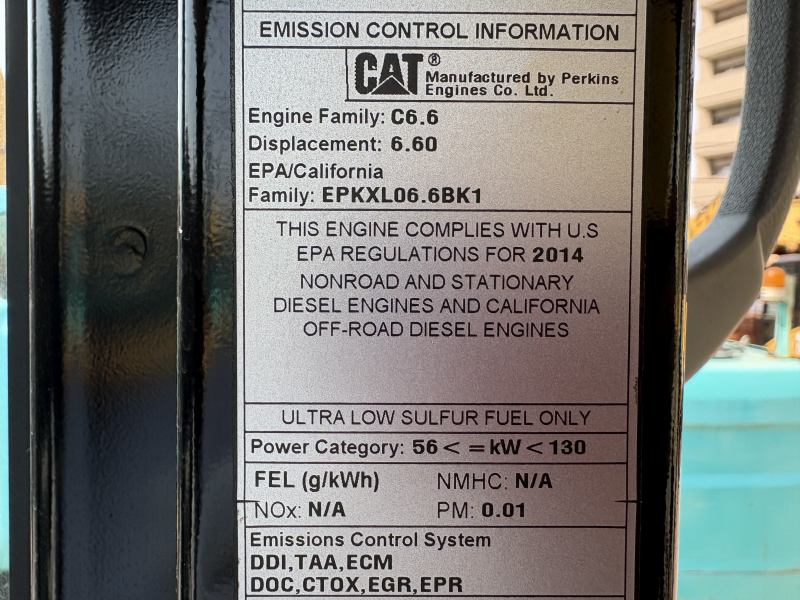 EMISSION CONTROL INFORMATION
CAT® Manufactured by Perkins
Engines Co. Ltd.
Engine Family: C6.6
Displacement: 6.60
EPA/California
Family: EPKXL06.6BK1
THIS ENGINE COMPLIES WITH U.S
EPA REGULATIONS FOR 2014
NONROAD AND STATIONARY
DIESEL ENGINES AND CALIFORNIA
OFF-ROAD DIESEL ENGINES
ULTRA LOW SULFUR FUEL ONLY
Power Category: 56 < = kW < 130
FEL (g/kWh) NMHC: N/A
NOx: N/A PM: 0.01
Emissions Control System
DDI,TAA,ECM
DOC,CTOX,EGR,EPR